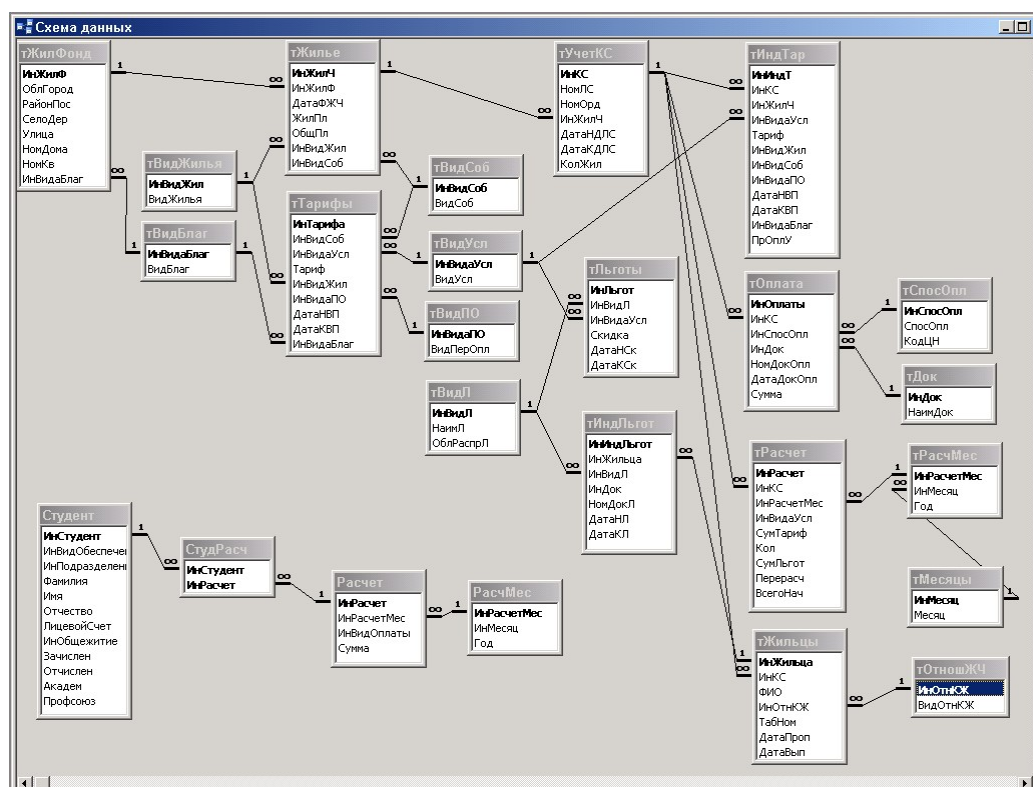 Схема данных
тЖилФонд
ИнЖилФ
ОблГород
РайонПос
СелоДер
Улица
НомДома
НомКв
ИнВидаБлаг
тЖилье
ИнЖилЧ
ИнЖилФ
ДатаФЖЧ
ЖилПл
ОбщПл
ИнВидЖил
ИнВидСоб
тУчетКС
ИнКС
НомЛС
НомОрд
ИнЖилЧ
ДатаНДЛС
ДатаКДЛС
КолЖил
тИндТар
ИнИндТ
ИнКС
ИнЖилЧ
ИнВидаУсл
Тариф
ИнВидЖил
ИнВидСоб
ИнВидаПО
ДатаНВП
ДатаКВП
ИнВидаБлаг
ПрОплУ
тВидЖилья
ИнВидЖил
ВидЖилья
тВидБлаг
ИнВидаБлаг
ВидБлаг
тТарифы
ИнТарифа
ИнВидСоб
ИнВидаУсл
Тариф
ИнВидЖил
ИнВидаПО
ДатаНВП
ДатаКВП
ИнВидаБлаг
тВидСоб
ИнВидСоб
ВидСоб
тВидУсл
ИнВидаУсл
ВидУсл
тВидПО
ИнВидаПО
ВидПерОпл
тЛьготы
ИнЛьгот
ИнВидЛ
ИнВидаУсл
Скидка
ДатаНСк
ДатаКСк
тОплата
ИнОплаты
ИнКС
ИнСпосОпл
ИнДок
НомДокОпл
ДатаДокОпл
Сумма
тСпосОпл
ИнСпосОпл
СпосОпл
КодЦН
тДок
ИнДок
НаимДок
тВидЛ
ИнВидЛ
НаимЛ
ОблРаспрЛ
тИндЛьгот
ИнИндЛьгот
ИнЖильца
ИнВидЛ
ИнДок
НомДокЛ
ДатаНЛ
ДатаКЛ
тРасчет
ИнРасчет
ИнКС
ИнРасчетМес
ИнВидаУсл
СумТариф
Кол
СумЛьгот
Перерасч
ВсегоНач
тРасчМес
ИнРасчетМес
ИнМесяц
Год
тМесяцы
ИнМесяц
Месяц
Студент
ИнСтудент
ИнВидОбеспечен
ИнПодразделен
Фамилия
Имя
Отчество
ЛицевойСчет
ИнОбщежитие
Зачислен
Отчислен
Академ
Профсоюз
СтудРасч
ИнСтудент
ИнРасчет
Расчет
ИнРасчет
ИнРасчетМес
ИнВидОплаты
Сумма
РасчМес
ИнРасчетМес
ИнМесяц
Год
тЖильцы
ИнЖильца
ИнКС
ФИО
ИнОтнКЖ
ТабНом
ДатаПроп
ДатаВып
тОтношЖЧ
ИнОтнКЖ
ВидОтнКЖ